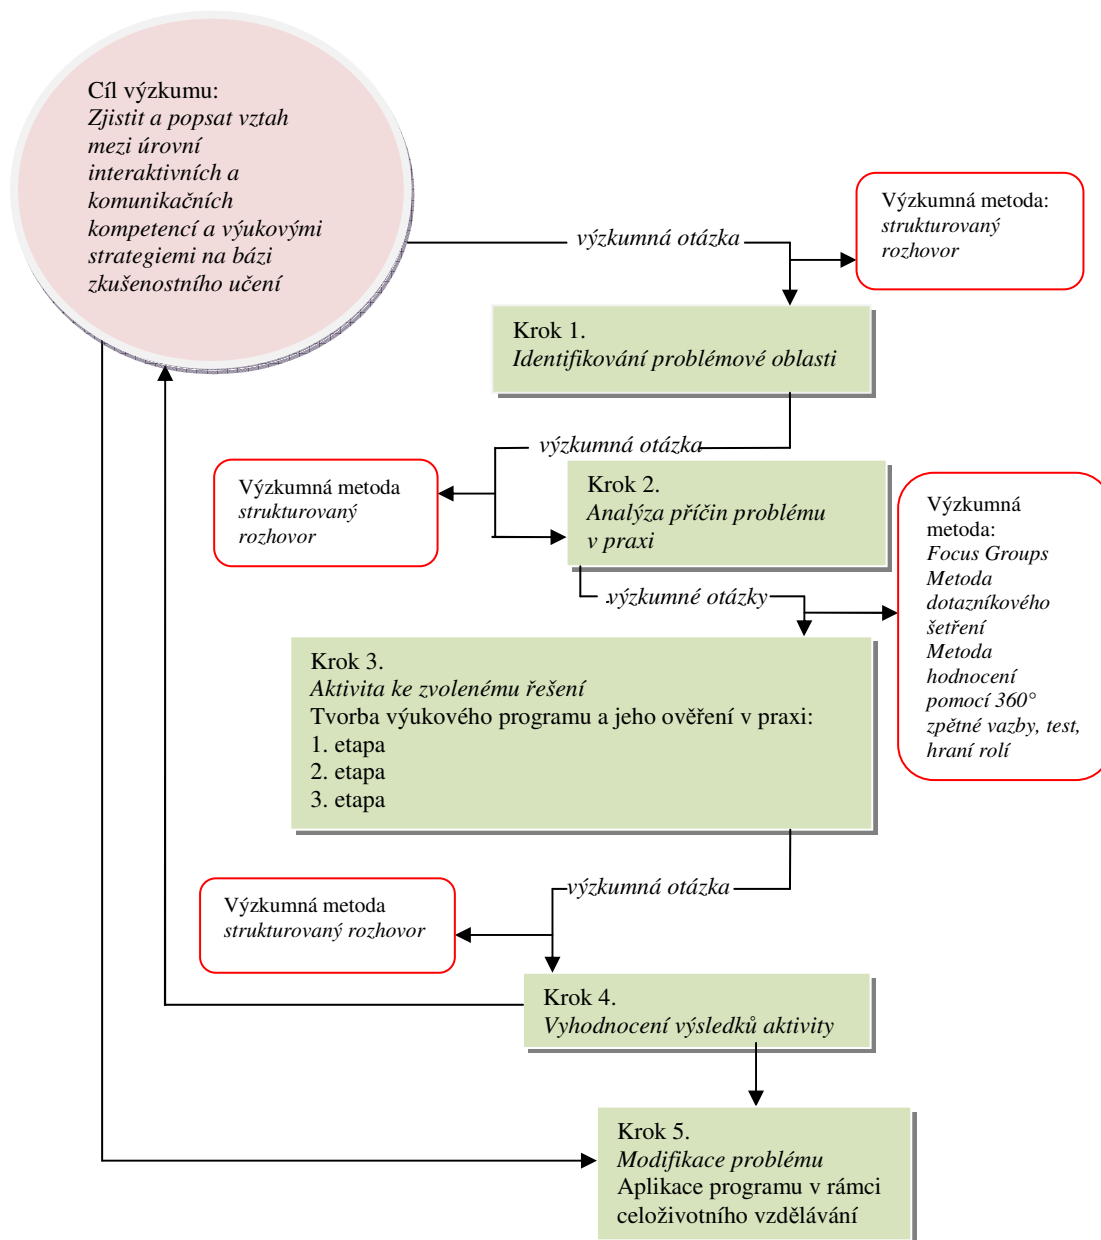 Cíl výzkumu:
Zjistit a popsat vztah
mezi úrovní
interaktivních a
komunikačních
kompetencí a výukovými
strategiemi na bázi
zkušenostního učení
výzkumná otázka
Výzkumná metoda:
strukturovaný
rozhovor
Krok 1.
Identifikování problémové oblasti
výzkumná otázka
Výzkumná metoda
strukturovaný
rozhovor
Krok 2.
Analýza příčin problému
v praxi
výzkumné otázky
Výzkumná
metoda:
Focus Groups
Metoda
dotazníkového
šetření
Metoda
hodnocení
pomocí 360°
zpětné vazby, test,
hraní rolí
Krok 3.
Aktivita ke zvolenému řešení
Tvorba výukového programu a jeho ověření v praxi:
1. etapa
2. etapa
3. etapa
výzkumná otázka
Výzkumná metoda
strukturovaný rozhovor
Krok 4.
Vyhodnocení výsledků aktivity
Krok 5.
Modifikace problému
Aplikace programu v rámci
celoživotního vzdělávání